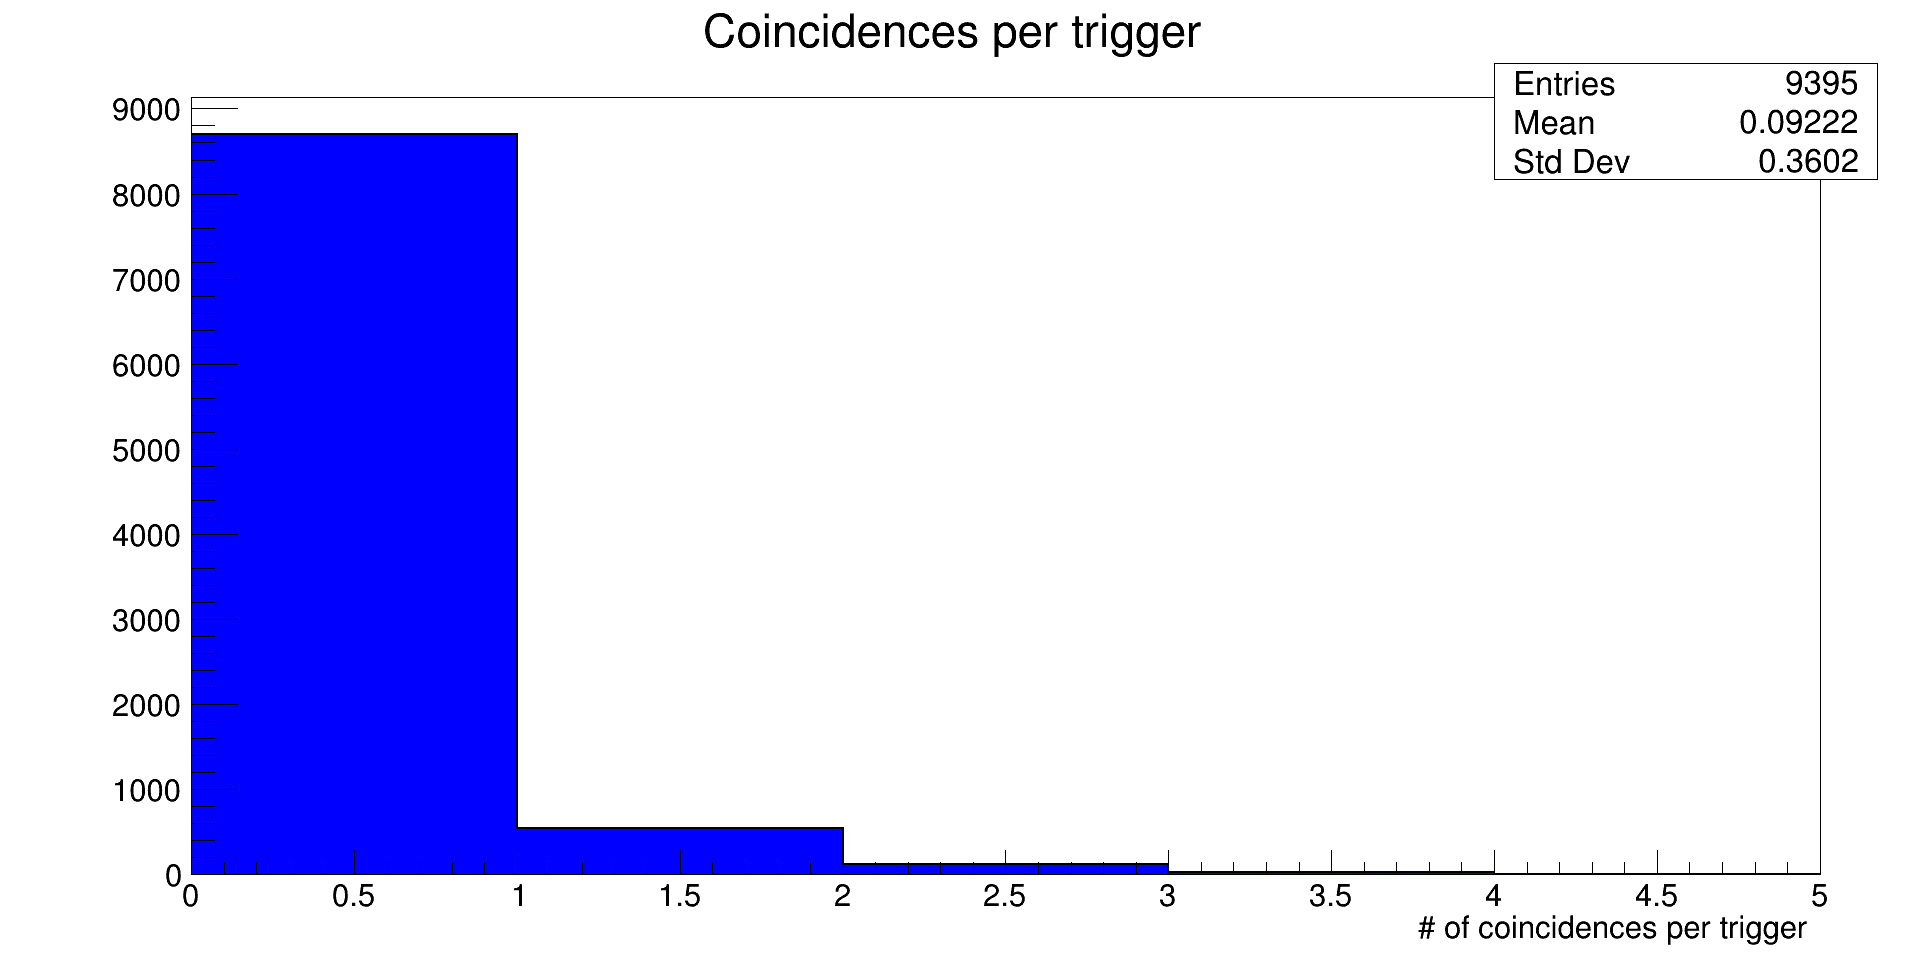 Coincidences per trigger
Entries 9395
Mean 0.09222
Std Dev 0.3602
9000
8000
7000
6000
5000
4000
3000
2000
1000
0
0 0.5 1 1.5 2 2.5 3 3.5 4 4.5 5
# of coincidences per trigger